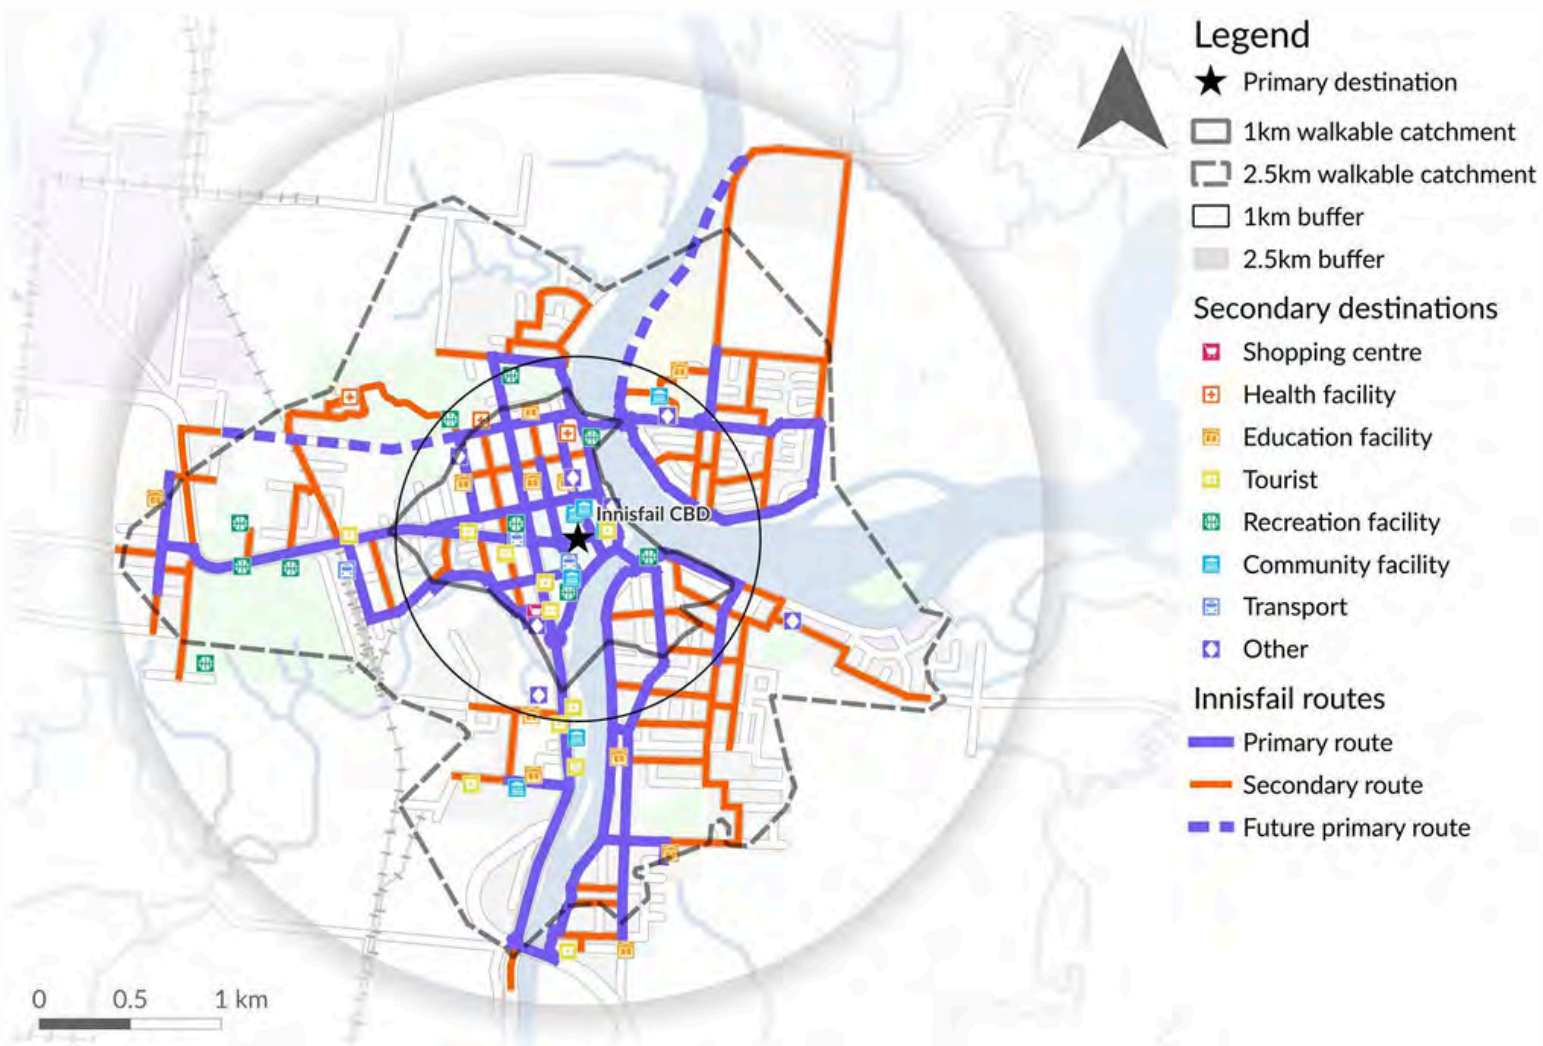 Legend
Primary destination
1km walkable catchment
2.5km walkable catchment
1km buffer
2.5km buffer
Secondary destinations
Shopping centre
Health facility
Education facility
Tourist
Recreation facility
Community facility
Transport
Other
Innisfail routes
Primary route
Secondary route
Future primary route
Innisfail CBD
0 0.5 1 km